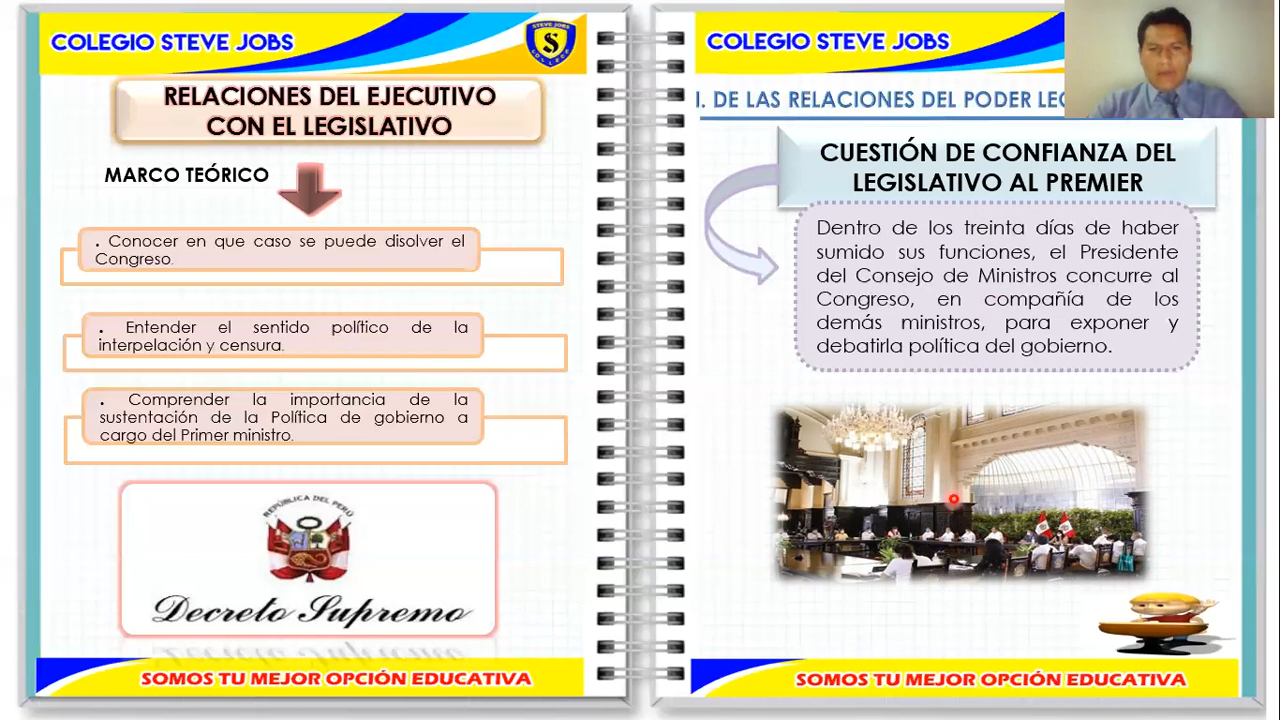 COLEGIO STEVE JOBS
STEVE JOBS
S
COLLEGE
RELACIONES DEL EJECUTIVO
CON EL LEGISLATIVO
MARCO TEÓRICO
. Conocer en que caso se puede disolver el
Congreso.
. Entender el sentido político de la
interpelación y censura.
. Comprender la importancia de la
sustentación de la Política de gobierno a
cargo del Primer ministro.
REPÚBLICA DEL PERÚ
Decreto Supremo
SOMOS TU MEJOR OPCIÓN EDUCATIVA
COLEGIO STEVE JOBS
I. DE LAS RELACIONES DEL PODER
CUESTIÓN DE CONFIANZA DEL
LEGISLATIVO AL PREMIER
Dentro de los treinta días de haber
sumido sus funciones, el Presidente
del Consejo de Ministros concurre al
Congreso, en compañía de los
demás ministros, para exponer y
debatirla política del gobierno
SOMOS TU MEJOR OPCIÓN EDUCATIVA